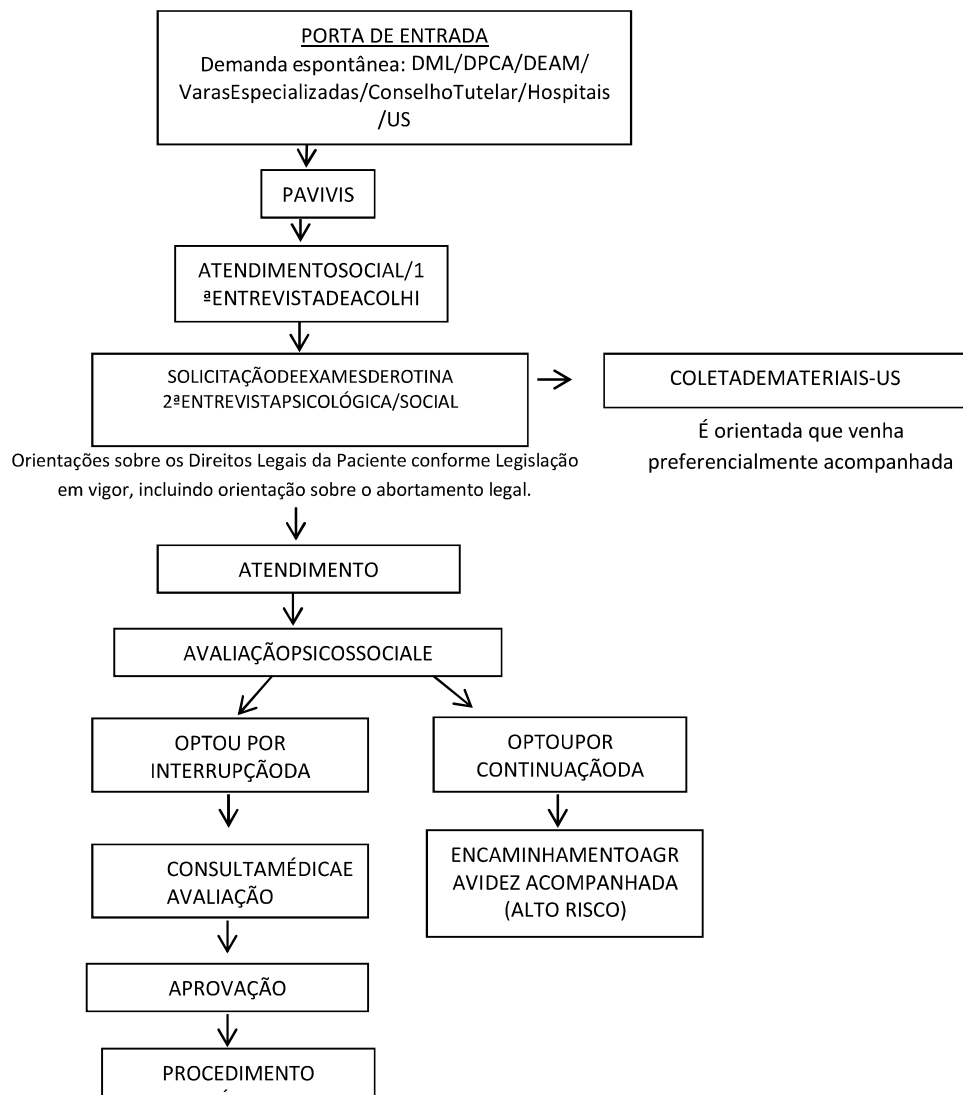 PORTA DE ENTRADA
Demanda espontânea: DML/DPCA/DEAM/
VarasEspecializadas/ConselhoTutelar/Hospitais
/US
PAVIVIS
ATENDIMENTOSOCIAL/1
ªENTREVISTADEACOLHI
SOLICITAÇÃODEEXAMESDEROTINA
2ªENTREVISTAPSICOLÓGICA/SOCIAL
COLETADEMATERIAIS-US
É orientada que venha
preferencialmente acompanhada
Orientações sobre os Direitos Legais da Paciente conforme Legislação
em vigor, incluindo orientação sobre o abortamento legal.
ATENDIMENTO
AVALIAÇÃOPSICOSSOCIALE
OPTOU POR
INTERRUPÇÃODA
OPTOUPOR
CONTINUAÇÃODA
CONSULTAMÉDICAE
AVALIAÇÃO
ENCAMINHAMENTOAGR
AVIDEZ ACOMPANHADA
(ALTO RISCO)
APROVAÇÃO
PROCEDIMENTO